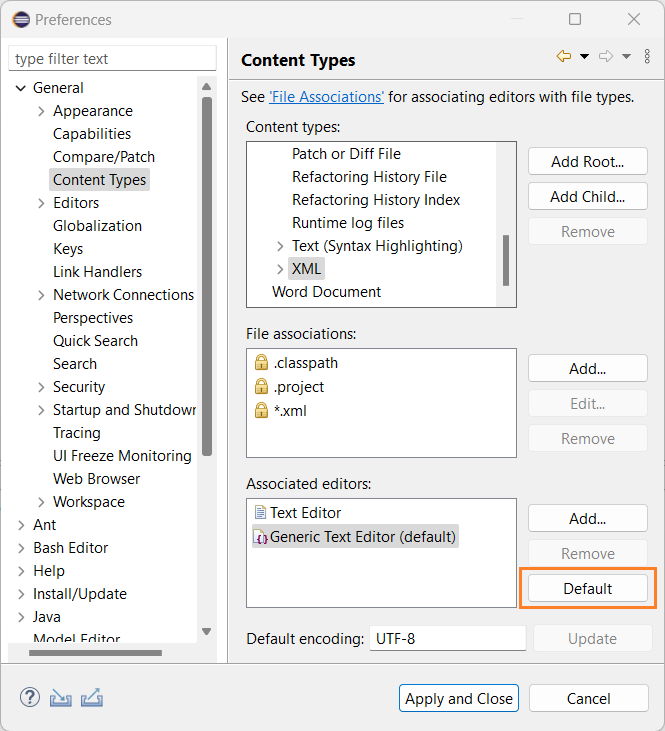 Preferences
type filter text
General
Appearance
Capabilities
Compare/Patch
Content Types
Editors
Globalization
Keys
Link Handlers
Network Connections
Perspectives
Quick Search
Search
Security
Startup and Shutdown
Tracing
UI Freeze Monitoring
Web Browser
Workspace
Ant
Bash Editor
Help
Install/Update
Java
Model Editor
Content Types
See 'File Associations' for associating editors with file types.
Content types:
Patch or Diff File
Refactoring History File
Refactoring History Index
Runtime log files
Text (Syntax Highlighting)
XML
Word Document
Add Root...
Add Child...
Remove
File associations:
.classpath
.project
*.xml
Add...
Edit...
Remove
Associated editors:
Text Editor
Generic Text Editor (default)
Add...
Remove
Default
Default encoding: UTF-8 Update
Apply and Close Cancel